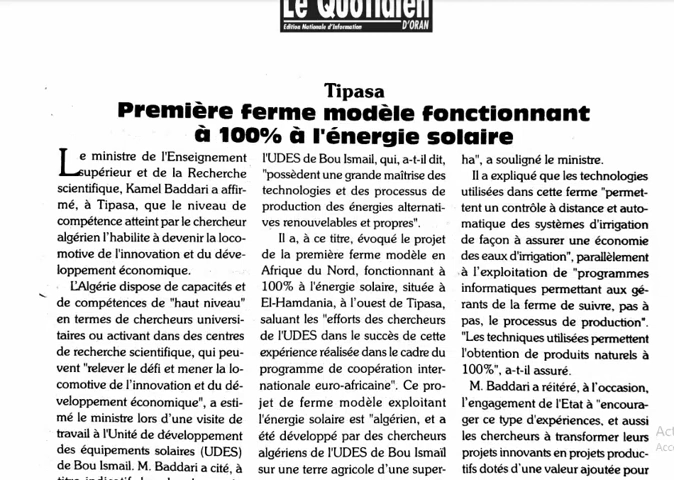 Le Quotidien
Edition Nationale d'Information D'ORAN
Tipasa
Première ferme modèle fonctionnant
à 100% à l'énergie solaire
Le ministre de l'Enseignement
supérieur et de la Recherche
scientifique, Kamel Baddari a affir-
mé, à Tipasa, que le niveau de
compétence atteint par le chercheur
algérien l'habilite à devenir la loco-
motive de l'innovation et du déve-
loppement économique.
L'Algérie dispose de capacités et
de compétences de "haut niveau"
en termes de chercheurs universi-
taires ou activant dans des centres
de recherche scientifique, qui peu-
vent "relever le défi et mener la lo-
comotive de l'innovation et du dé-
veloppement économique", a esti-
mé le ministre lors d'une visite de
travail à l'Unité de développement
des équipements solaires (UDES)
de Bou Ismail. M. Baddari a cité, à
titre indicatif,
l'UDES de Bou Ismail, qui, a-t-il dit,
"possèdent une grande maîtrise des
technologies et des processus de
production des énergies alternati-
ves renouvelables et propres".
Il a, à ce titre, évoqué le projet
de la première ferme modèle en
Afrique du Nord, fonctionnant à
100% à l'énergie solaire, située à
El-Hamdania, à l'ouest de Tipasa,
saluant les "efforts des chercheurs
de l'UDES dans le succès de cette
expérience réalisée dans le cadre du
programme de coopération inter-
nationale euro-africaine". Ce pro-
jet de ferme modèle exploitant
l'énergie solaire est "algérien, et a
été développé par des chercheurs
algériens de l'UDES de Bou Ismaïl
sur une terre agricole d'une super-
ha", a souligné le ministre.
Il a expliqué que les technologies
utilisées dans cette ferme "permet-
tent un contrôle à distance et auto-
matique des systèmes d'irrigation
de façon à assurer une économie
des eaux d'irrigation", parallèlement
à l'exploitation de "programmes
informatiques permettant aux gé-
rants de la ferme de suivre, pas à
pas, le processus de production".
"Les techniques utilisées permettent
l'obtention de produits naturels à
100%", a-t-il assuré.
M. Baddari a réitéré, à l'occasion,
l'engagement de l'Etat à "encoura-
ger ce type d'expériences, et aussi
les chercheurs à transformer leurs
projets innovants en projets produc-
tifs dotés d'une valeur ajoutée pour